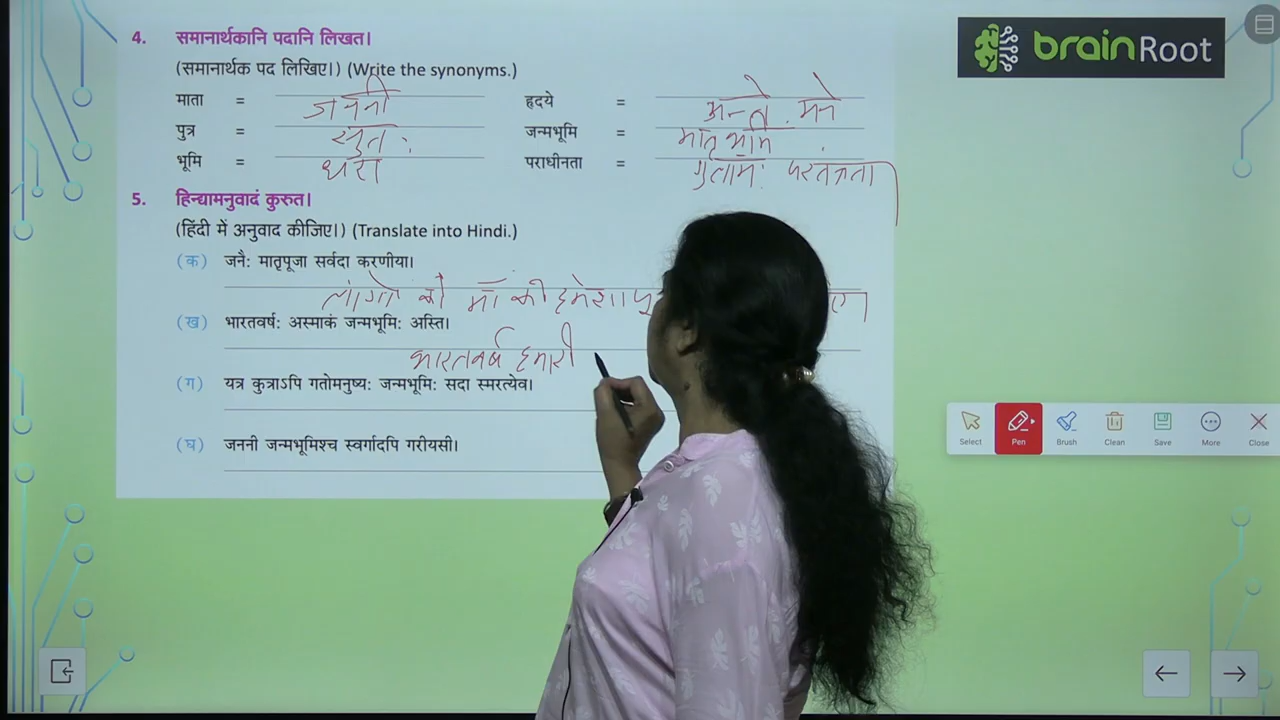 brainRoot
4. समानार्थकानि पदानि लिखत।
(समानार्थक पद लिखिए।) (Write the synonyms.)
माता = जननी हृदये = अन्ते . मने
पुत्र = सुतः जन्मभूमि = मातृभूमि
भूमि = धरा पराधीनता = गुलामः परतंत्रता
5. हिन्द्यामनुवादं कुरुत।
(हिंदी में अनुवाद कीजिए।) (Translate into Hindi.)
(क) जनैः मातृपूजा सर्वदा करणीया।
लोगों को माँ की हमेशा
(ख) भारतवर्षः अस्माकं जन्मभूमिः अस्ति।
भारतवर्ष हमारी
(ग) यत्र कुत्राऽपि गतोमनुष्यः जन्मभूमिः सदा स्मरत्येव।
(घ) जननी जन्मभूमिश्च स्वर्गादपि गरीयसी।
Select Pen Brush Clean Save More Close